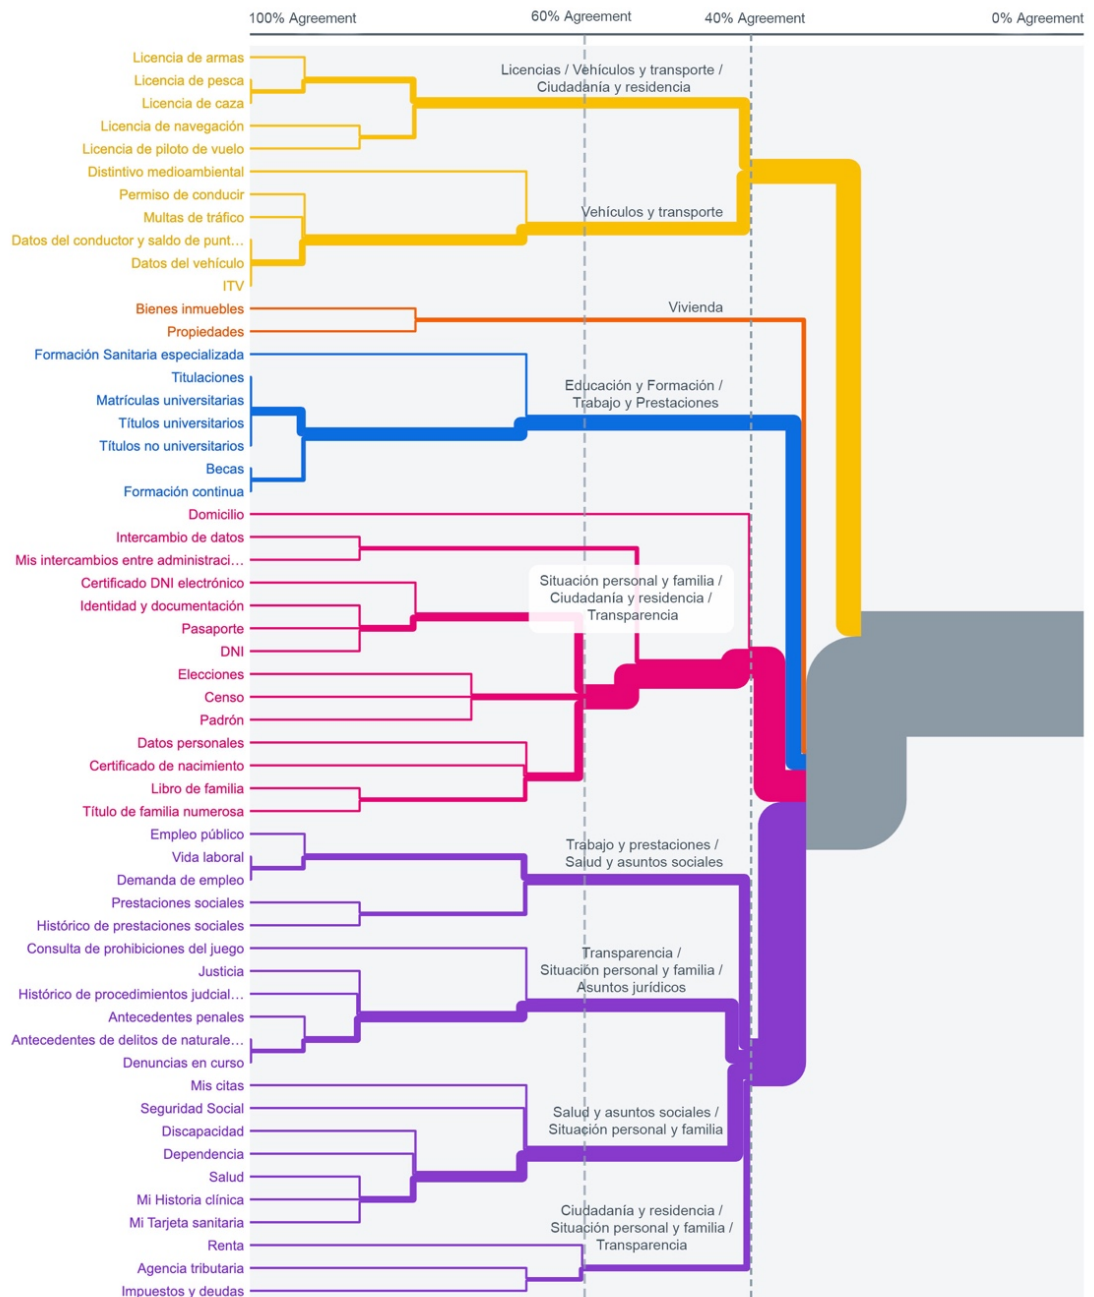 100% Agreement
60% Agreement
40% Agreement
0% Agreement
Licencia de armas
Licencia de pesca
Licencia de caza
Licencia de navegación
Licencia de piloto de vuelo
Distintivo medioambiental
Permiso de conducir
Multas de tráfico
Datos del conductor y saldo de punt…
Datos del vehículo
ITV
Bienes inmuebles
Propiedades
Formación Sanitaria especializada
Titulaciones
Matrículas universitarias
Títulos universitarios
Títulos no universitarios
Becas
Formación continua
Domicilio
Intercambio de datos
Mis intercambios entre administraci…
Certificado DNI electrónico
Identidad y documentación
Pasaporte
DNI
Elecciones
Censo
Padrón
Datos personales
Certificado de nacimiento
Libro de familia
Título de familia numerosa
Empleo público
Vida laboral
Demanda de empleo
Prestaciones sociales
Histórico de prestaciones sociales
Consulta de prohibiciones del juego
Justicia
Histórico de procedimientos judcial…
Antecedentes penales
Antecedentes de delitos de naturale…
Denuncias en curso
Mis citas
Seguridad Social
Discapacidad
Dependencia
Salud
Mi Historia clínica
Mi Tarjeta sanitaria
Renta
Agencia tributaria
Impuestos y deudas
Licencias / Vehículos y transporte /
Ciudadanía y residencia
Vehículos y transporte
Vivienda
Educación y Formación /
Trabajo y Prestaciones
Situación personal y familia /
Ciudadanía y residencia /
Transparencia
Trabajo y prestaciones /
Salud y asuntos sociales
Transparencia /
Situación personal y familia /
Asuntos jurídicos
Salud y asuntos sociales /
Situación personal y familia
Ciudadanía y residencia /
Situación personal y familia /
Transparencia